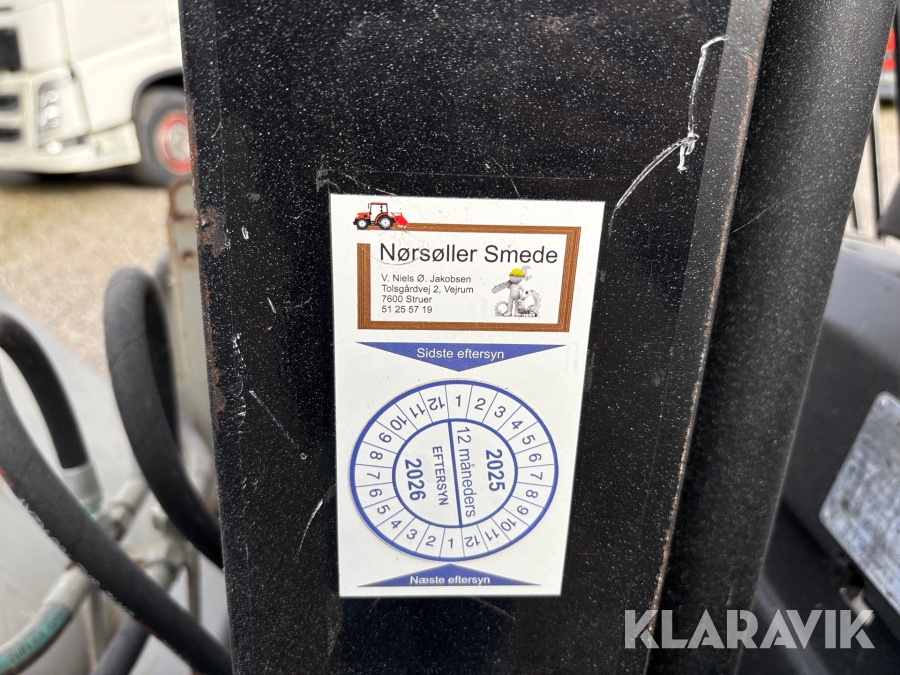 Nørsøller Smede
V. Niels Ø. Jakobsen
Tolsgårdvej 2, Vejrum
7600 Struer
51 25 57 19
Sidste eftersyn
1 2 3 4 5 6 7 8 9 10 11 12
2025
12 måneders
EFTERSYN
2026
1 2 3 4 5 6 7 8 9 10 11 12
Næste eftersyn
KLARAVIK